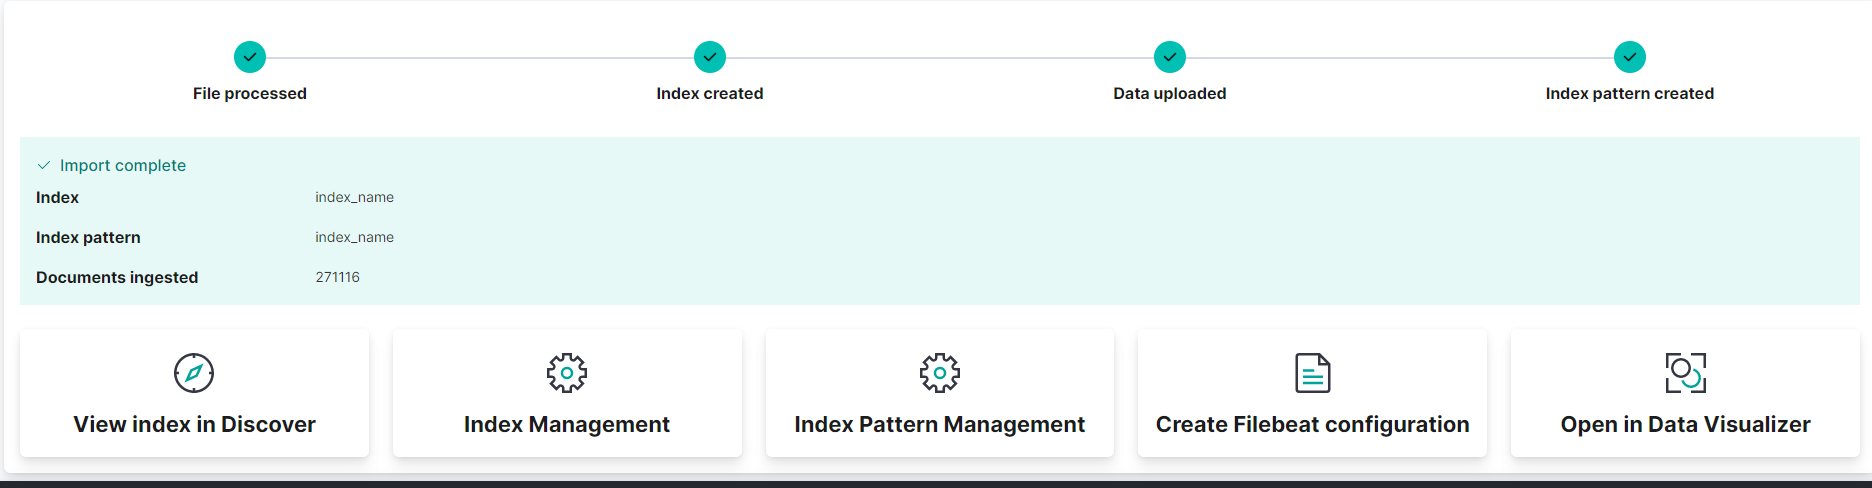 File processed
Index created
Data uploaded
Index pattern created
Import complete
Index index_name
Index pattern index_name
Documents ingested 271116
View index in Discover
Index Management
Index Pattern Management
Create Filebeat configuration
Open in Data Visualizer